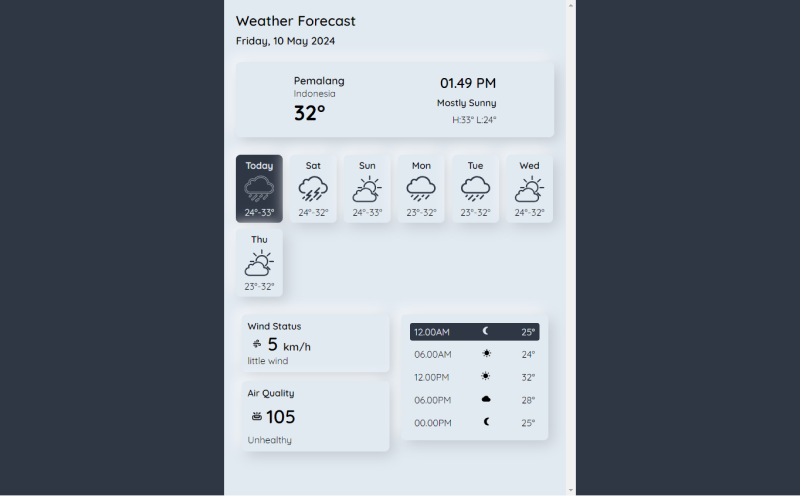 Weather Forecast
Friday, 10 May 2024
Pemalang
Indonesia
32°
01.49 PM
Mostly Sunny
H:33° L:24°
Today
24°-33°
Sat
24°-32°
Sun
24°-33°
Mon
23°-32°
Tue
23°-32°
Wed
24°-32°
Thu
23°-32°
Wind Status
5 km/h
little wind
Air Quality
105
Unhealthy
12.00AM 25°
06.00AM 24°
12.00PM 32°
06.00PM 28°
00.00PM 25°